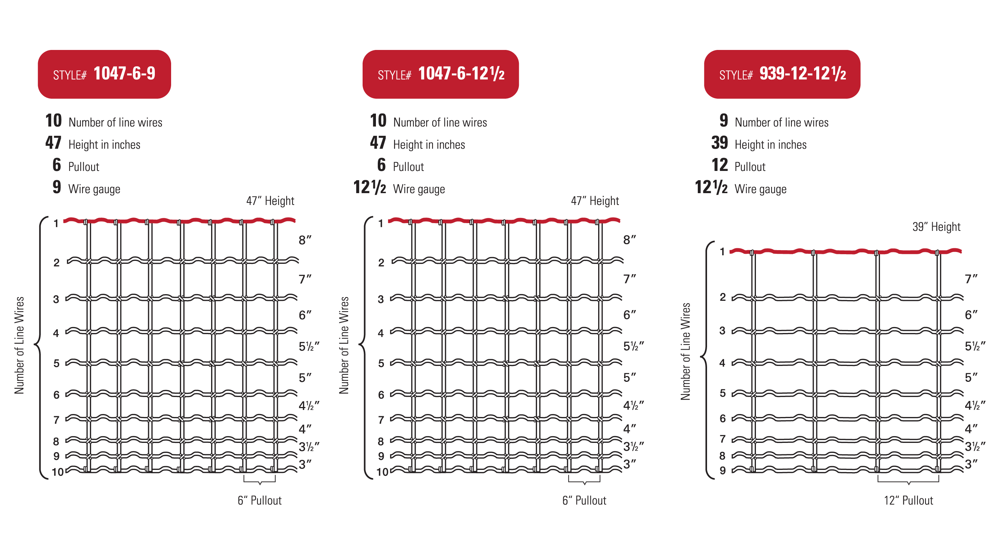 STYLE# 1047-6-9
10 Number of line wires
47 Height in inches
6 Pullout
9 Wire gauge
47″ Height
Number of Line Wires
1
8″
2
7″
3
6″
4
5½″
5
5″
6
4½″
7
4″
8
3½″
9
3″
10
6“ Pullout
STYLE# 1047-6-12½
10 Number of line wires
47 Height in inches
6 Pullout
12½ Wire gauge
47″ Height
Number of Line Wires
1
8″
2
7″
3
6″
4
5½″
5
5″
6
4½″
7
4″
8
3½″
9
3″
10
6“ Pullout
STYLE# 939-12-12½
9 Number of line wires
39 Height in inches
12 Pullout
12½ Wire gauge
39″ Height
Number of Line Wires
1
7″
2
6″
3
5½″
4
5″
5
4½″
6
4″
7
3½″
8
3″
9
12“ Pullout